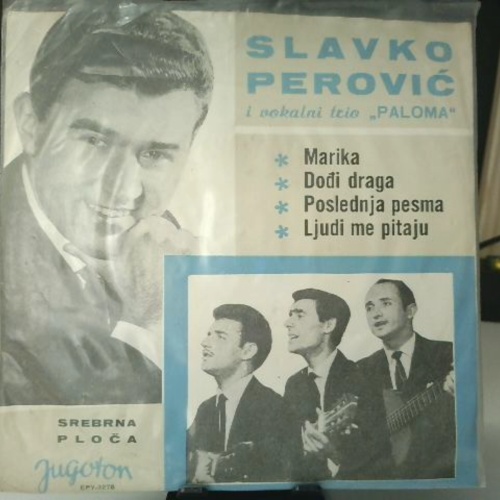 SLAVKO
PEROVIĆ
i vokalni trio „PALOMA“
* Marika
* Dođi draga
* Poslednja pesma
* Ljudi me pitaju
SREBRNA
PLOČA
Jugoton